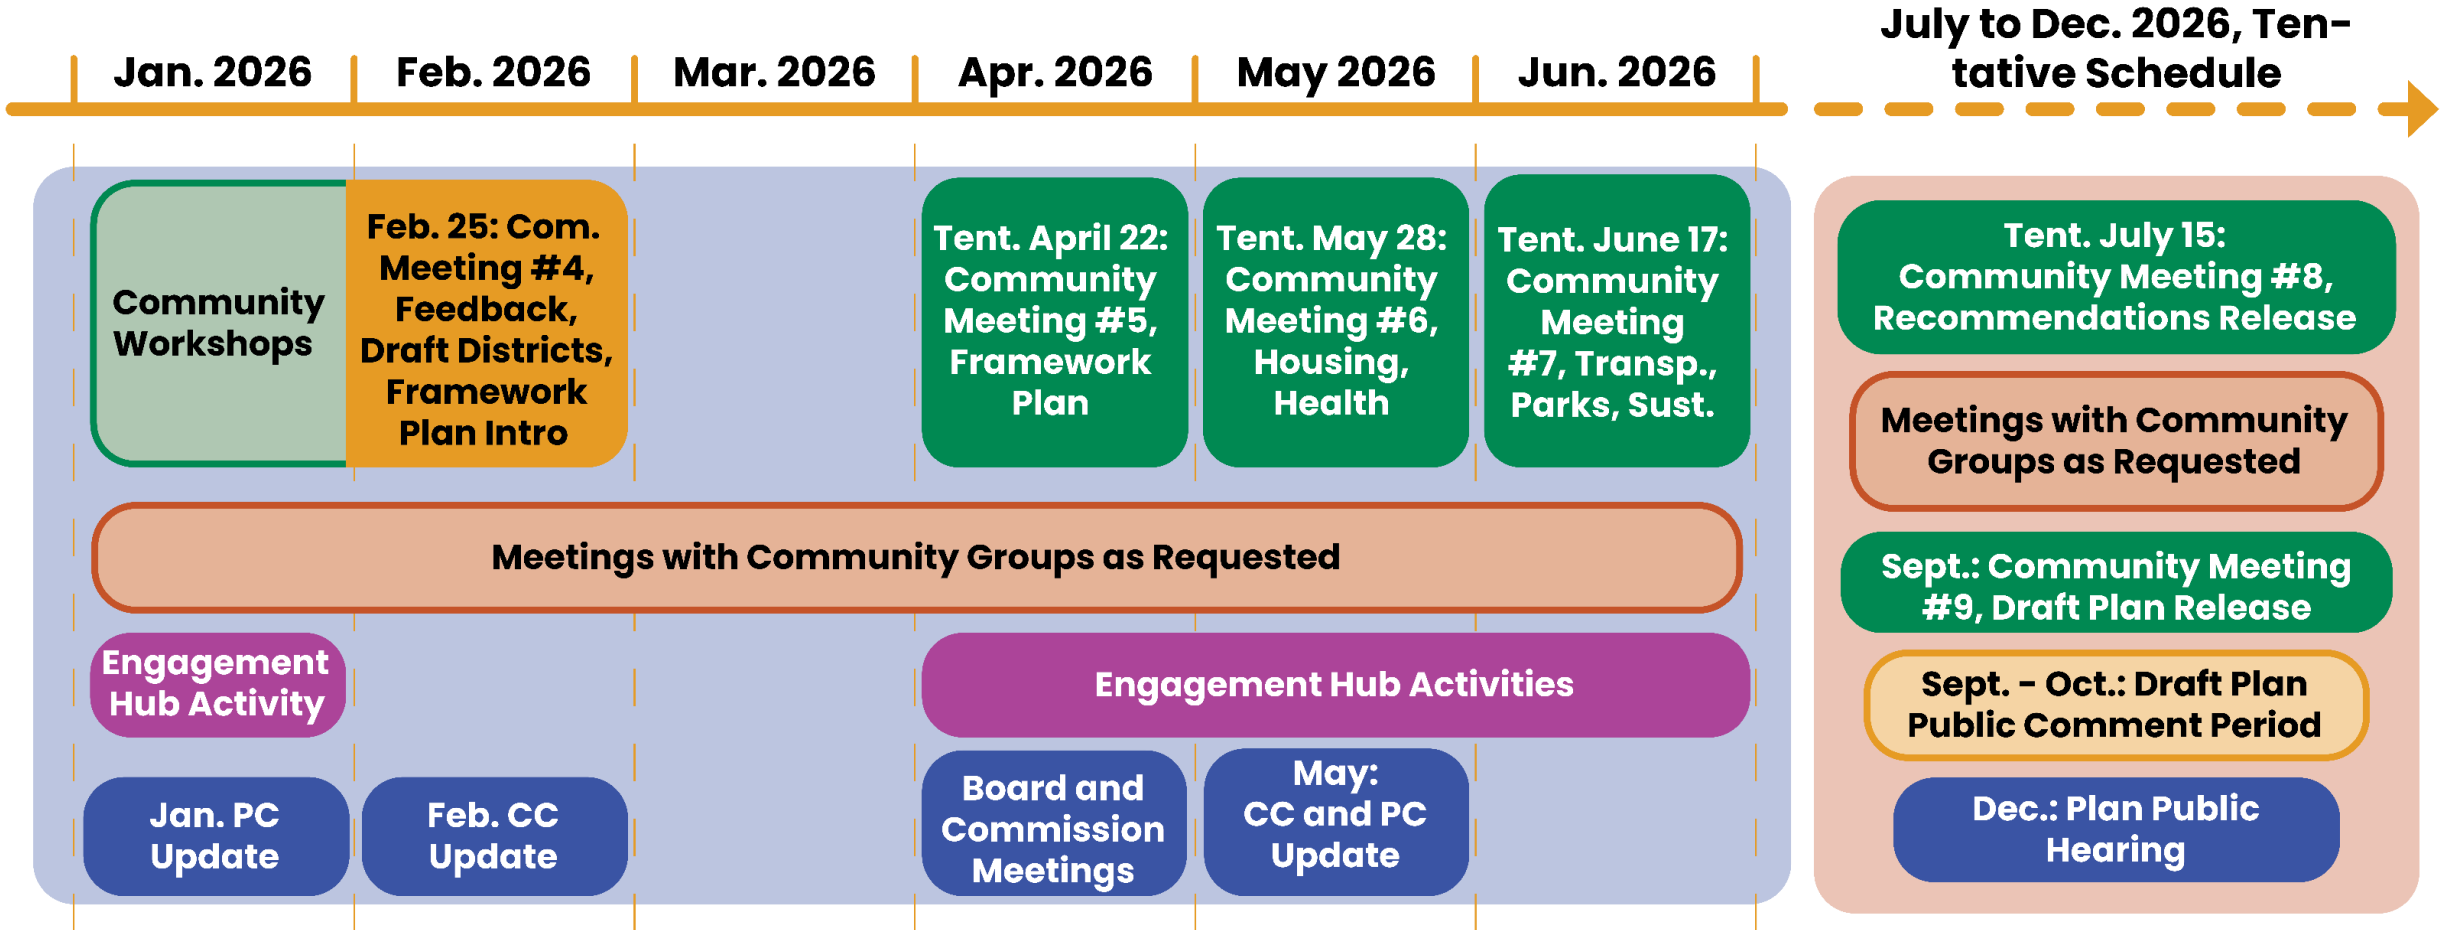 Jan. 2026
Feb. 2026
Mar. 2026
Apr. 2026
May 2026
Jun. 2026
July to Dec. 2026, Ten-
tative Schedule
Community
Workshops
Feb. 25: Com.
Meeting #4,
Feedback,
Draft Districts,
Framework
Plan Intro
Tent. April 22:
Community
Meeting #5,
Framework
Plan
Tent. May 28:
Community
Meeting #6,
Housing,
Health
Tent. June 17:
Community
Meeting
#7, Transp.,
Parks, Sust.
Meetings with Community Groups as Requested
Engagement
Hub Activity
Engagement Hub Activities
Jan. PC
Update
Feb. CC
Update
Board and
Commission
Meetings
May:
CC and PC
Update
Tent. July 15:
Community Meeting #8,
Recommendations Release
Meetings with Community
Groups as Requested
Sept.: Community Meeting
#9, Draft Plan Release
Sept. - Oct.: Draft Plan
Public Comment Period
Dec.: Plan Public
Hearing